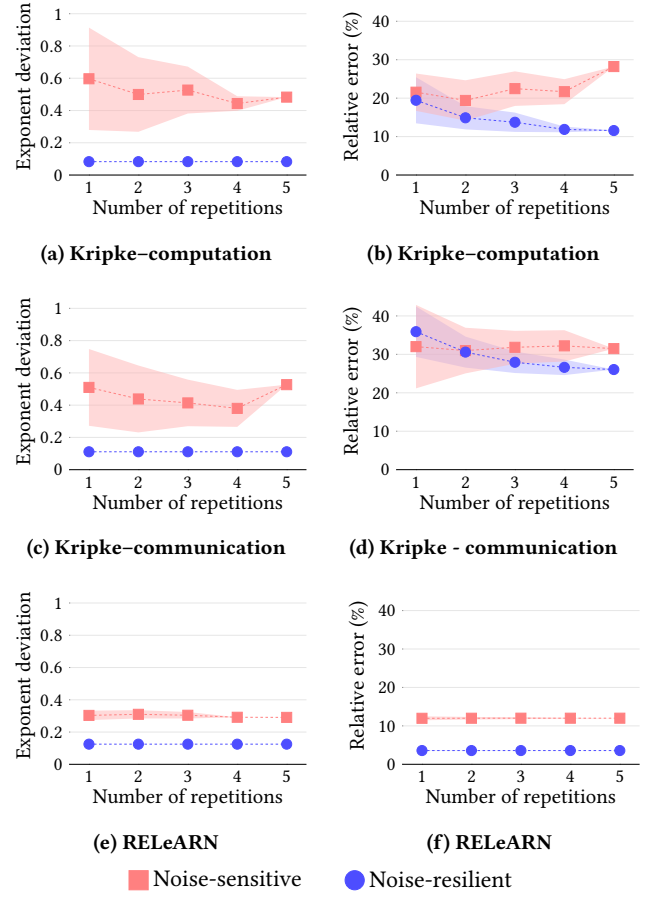 Exponent deviation
1
0.8
0.6
0.4
0.2
0
1 2 3 4 5
Number of repetitions
(a) Kripke–computation
Relative error (%)
40
30
20
10
0
1 2 3 4 5
Number of repetitions
(b) Kripke–computation
Exponent deviation
1
0.8
0.6
0.4
0.2
0
1 2 3 4 5
Number of repetitions
(c) Kripke–communication
Relative error (%)
40
30
20
10
0
1 2 3 4 5
Number of repetitions
(d) Kripke - communication
Exponent deviation
1
0.8
0.6
0.4
0.2
0
1 2 3 4 5
Number of repetitions
(e) RELeARN
Relative error (%)
40
30
20
10
0
1 2 3 4 5
Number of repetitions
(f) RELeARN
Noise-sensitive Noise-resilient